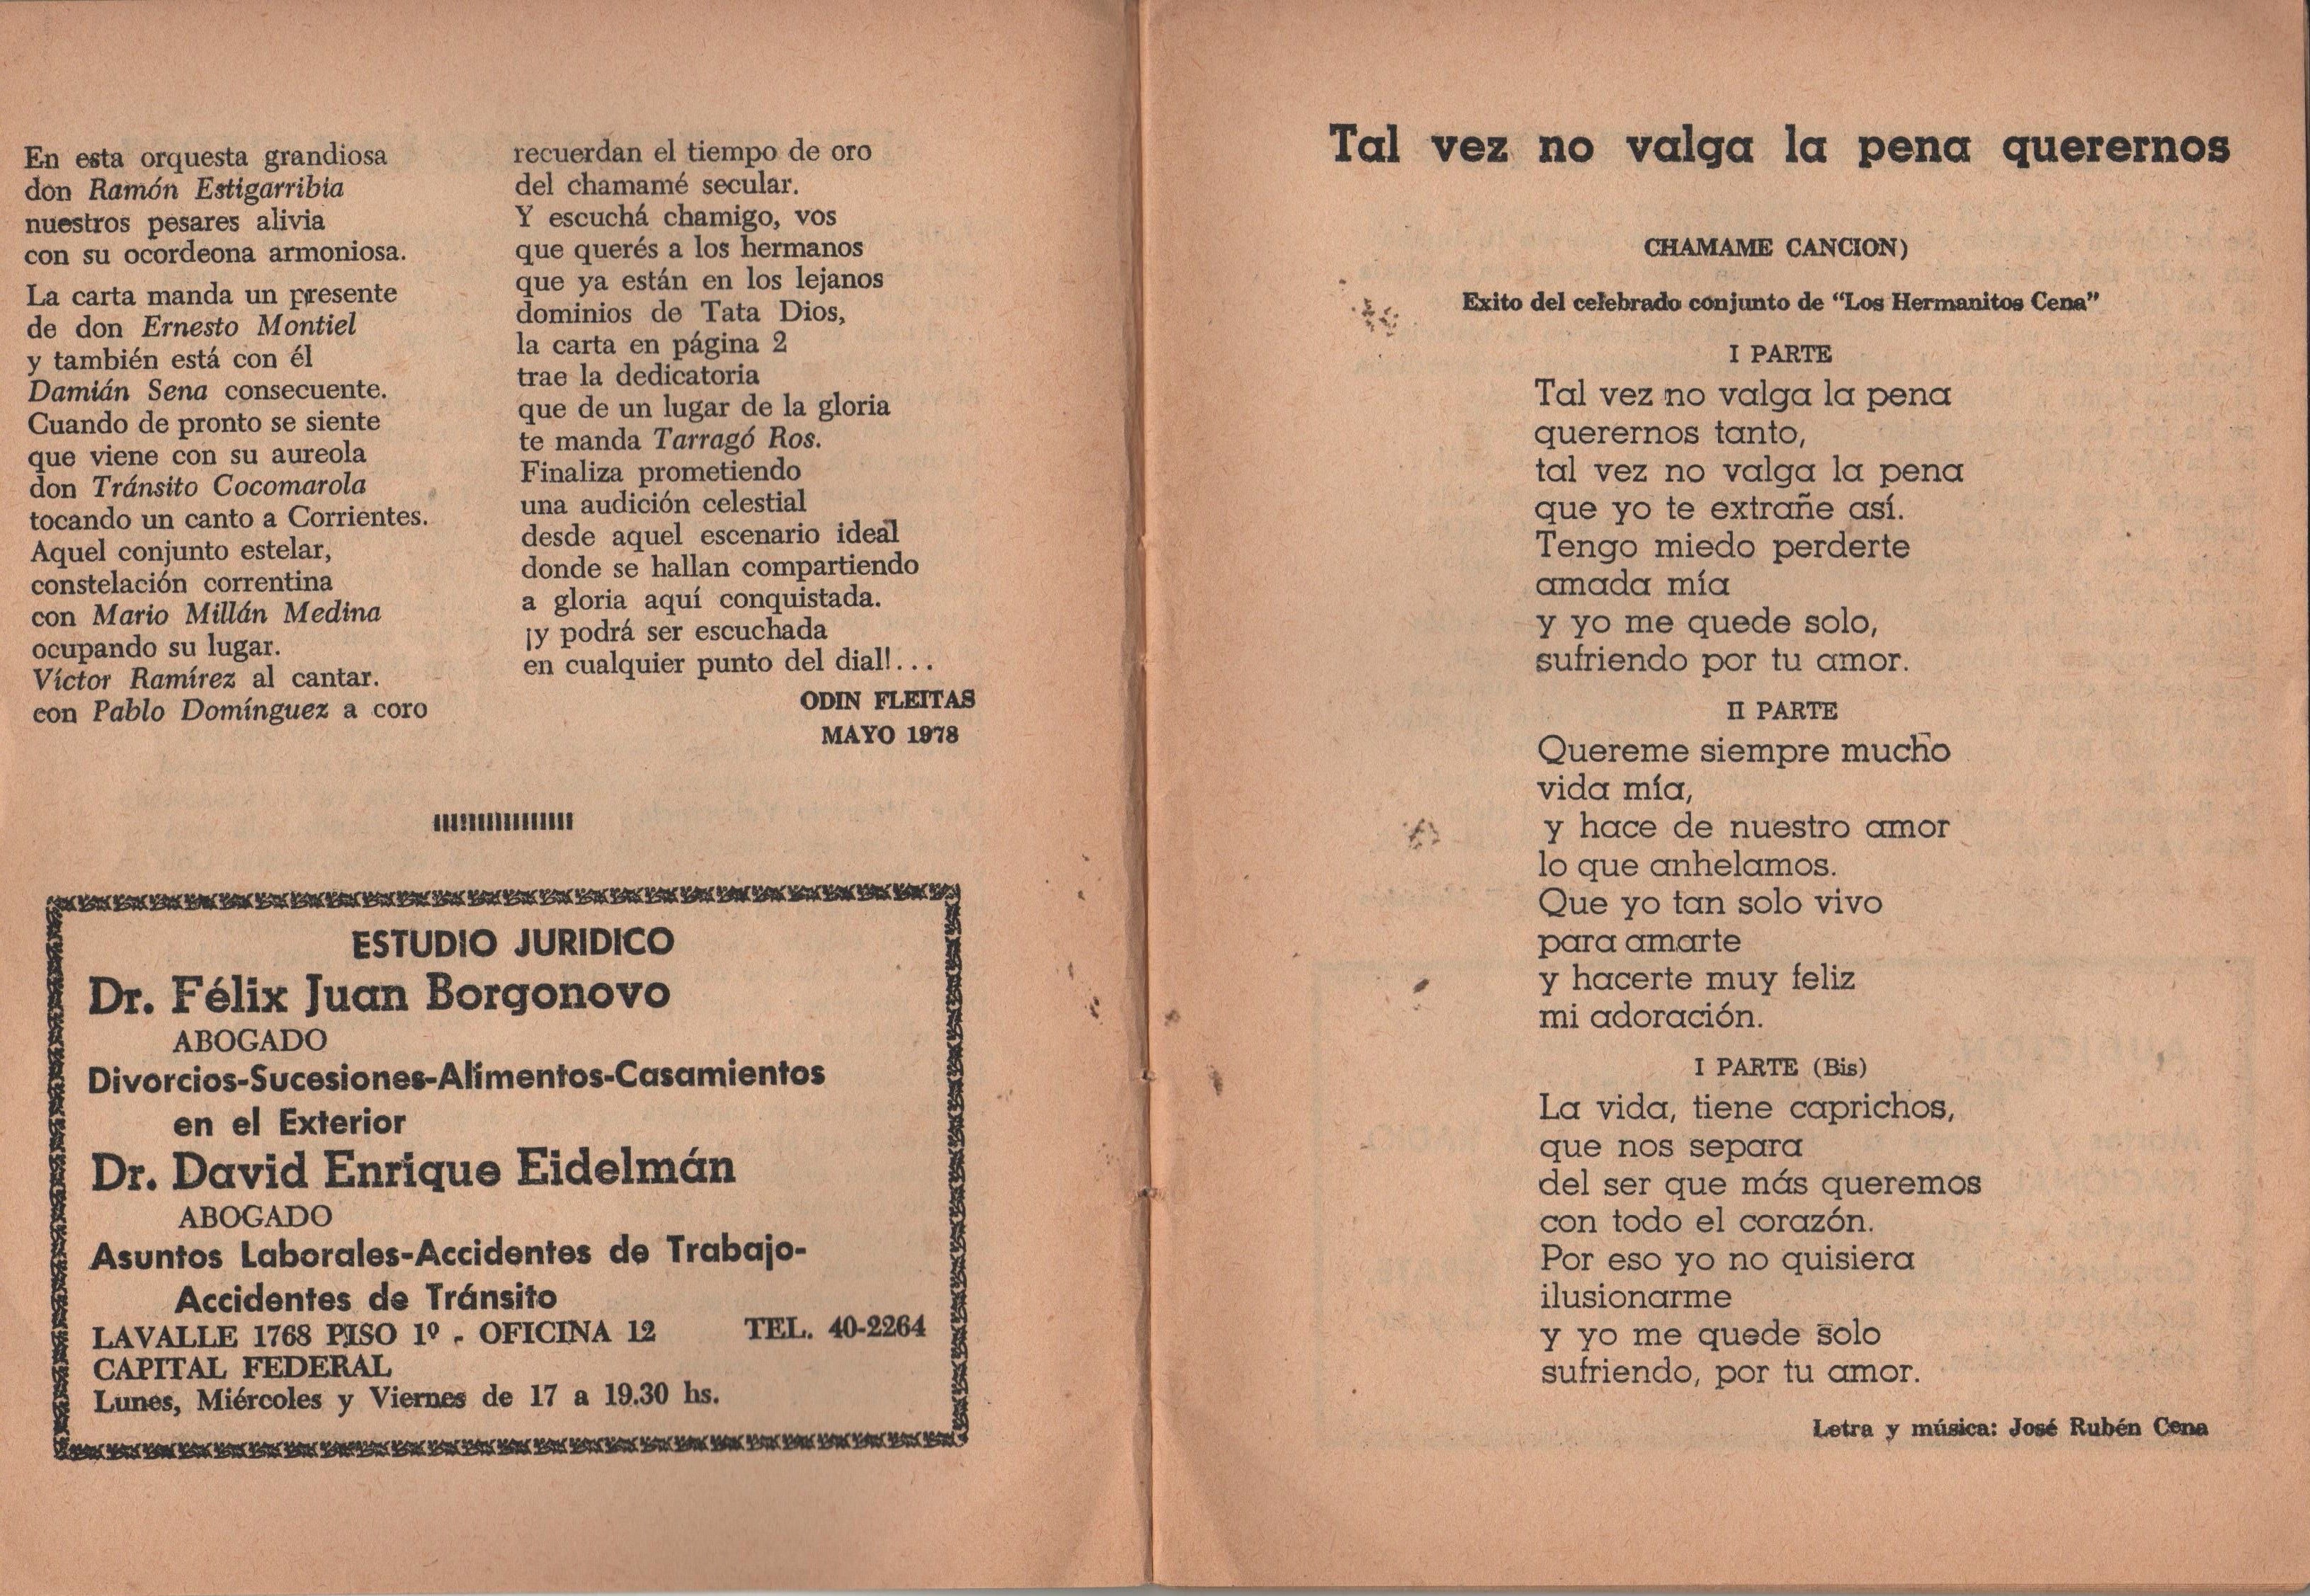 En esta orquesta grandiosa
don Ramón Estigarribia
nuestros pesares alivia
con su ocordeona armoniosa.
La carta manda un presente
de don Ernesto Montiel
y también está con él
Damián Sena consecuente.
Cuando de pronto se siente
que viene con su aureola
don Tránsito Cocomarola
tocando un canto a Corrientes.
Aquel conjunto estelar,
constelación correntina
con Mario Millán Medina
ocupando su lugar.
Víctor Ramírez al cantar.
con Pablo Domínguez a coro
recuerdan el tiempo de oro
del chamamé secular.
Y escuchá chamigo, vos
que querés a los hermanos
que ya están en los lejanos
dominios de Tata Dios,
la carta en página 2
trae la dedicatoria
que de un lugar de la gloria
te manda Tarragó Ros.
Finaliza prometiendo
una audición celestial
desde aquel escenario ideal
donde se hallan compartiendo
a gloria aquí conquistada.
¡y podrá ser escuchada
en cualquier punto del dial!...
ODIN FLEITAS
MAYO 1978
ESTUDIO JURIDICO
Dr. Félix Juan Borgonovo
ABOGADO
Divorcios-Sucesiones-Alimentos-Casamientos
en el Exterior
Dr. David Enrique Eidelmán
ABOGADO
Asuntos Laborales-Accidentes de Trabajo-
Accidentes de Tránsito
LAVALLE 1768 PISO 1º - OFICINA 12 TEL. 40-2264
CAPITAL FEDERAL
Lunes, Miércoles y Viernes de 17 a 19.30 hs.
Tal vez no valga la pena querernos
CHAMAME CANCION)
Exito del celebrado conjunto de “Los Hermanitos Cena”
I PARTE
Tal vez no valga la pena
querernos tanto,
tal vez no valga la pena
que yo te extrañe así.
Tengo miedo perderte
amada mía
y yo me quede solo,
sufriendo por tu amor.
II PARTE
Quereme siempre mucho
vida mía,
y hace de nuestro amor
lo que anhelamos.
Que yo tan solo vivo
para amarte
y hacerte muy feliz
mi adoración.
I PARTE (Bis)
La vida, tiene caprichos,
que nos separa
del ser que más queremos
con todo el corazón.
Por eso yo no quisiera
ilusionarme
y yo me quede solo
sufriendo, por tu amor.
Letra y música: José Rubén Cena